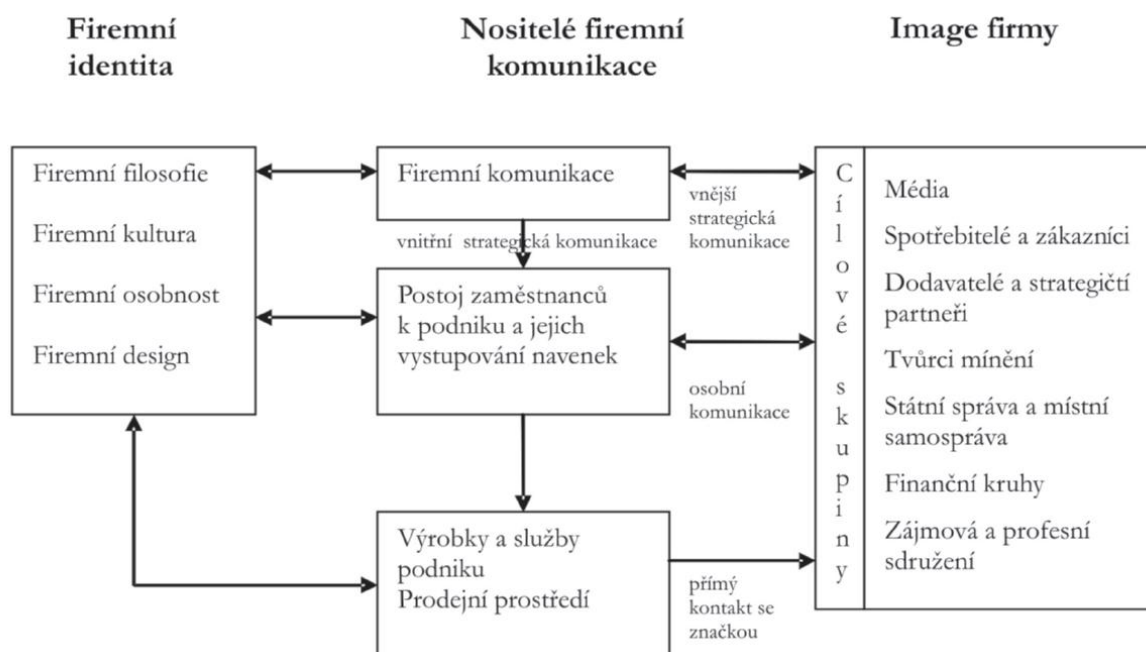 Firemní
identita
Nositelé firemní
komunikace
Image firmy
Firemní filosofie
Firemní kultura
Firemní osobnost
Firemní design
Firemní komunikace
vnitřní strategická komunikace
Postoj zaměstnanců
k podniku a jejich
vystupování navenek
Výrobky a služby
podniku
Prodejní prostředí
vnější
strategická
komunikace
osobní
komunikace
přímý
kontakt se
značkou
Cílové skupiny
Média
Spotřebitelé a zákazníci
Dodavatelé a strategičtí
partneři
Tvůrci mínění
Státní správa a místní
samospráva
Finanční kruhy
Zájmová a profesní
sdružení